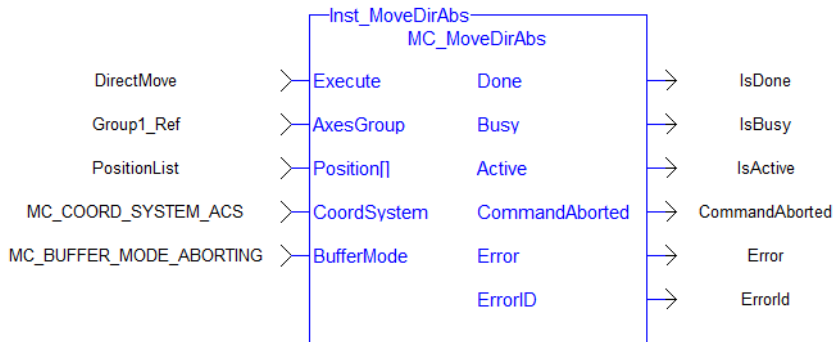 Inst_MoveDirAbs
MC_MoveDirAbs
DirectMove Execute Done IsDone
Group1_Ref AxesGroup Busy IsBusy
PositionList Position[] Active IsActive
MC_COORD_SYSTEM_ACS CoordSystem CommandAborted CommandAborted
MC_BUFFER_MODE_ABORTING BufferMode Error Error
ErrorID ErrorId